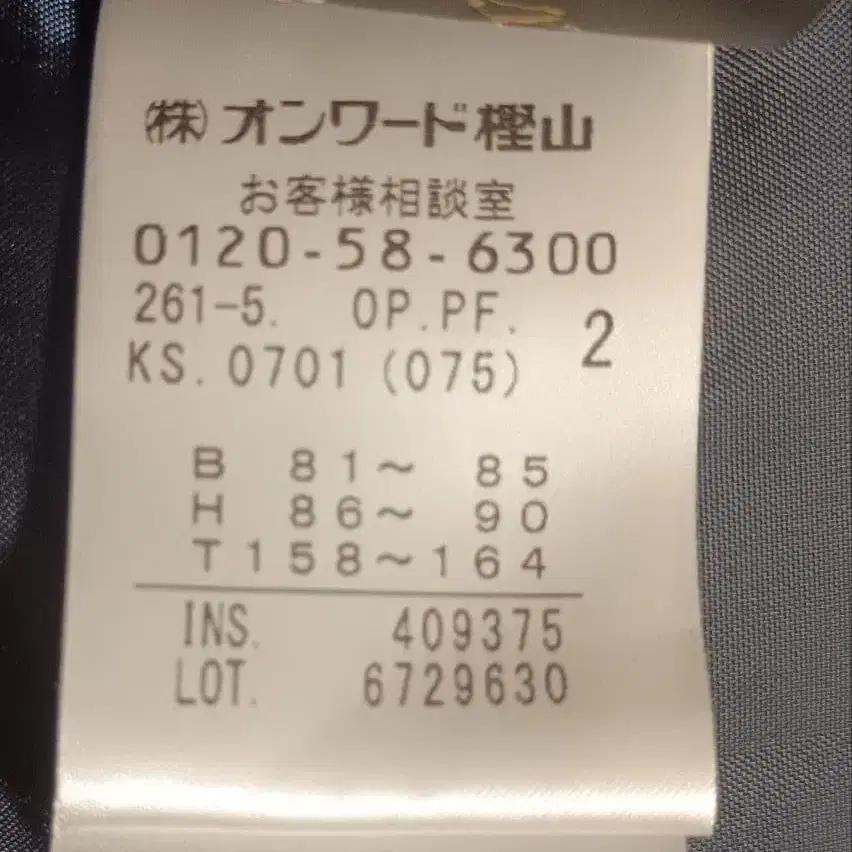 ㈱オンワード樫山
お客様相談室
0120-58-6300
261-5. OP.PF. 2
KS.0701 (075)
B 81～ 85
H 86～ 90
T158～164
INS. 409375
LOT. 6729630